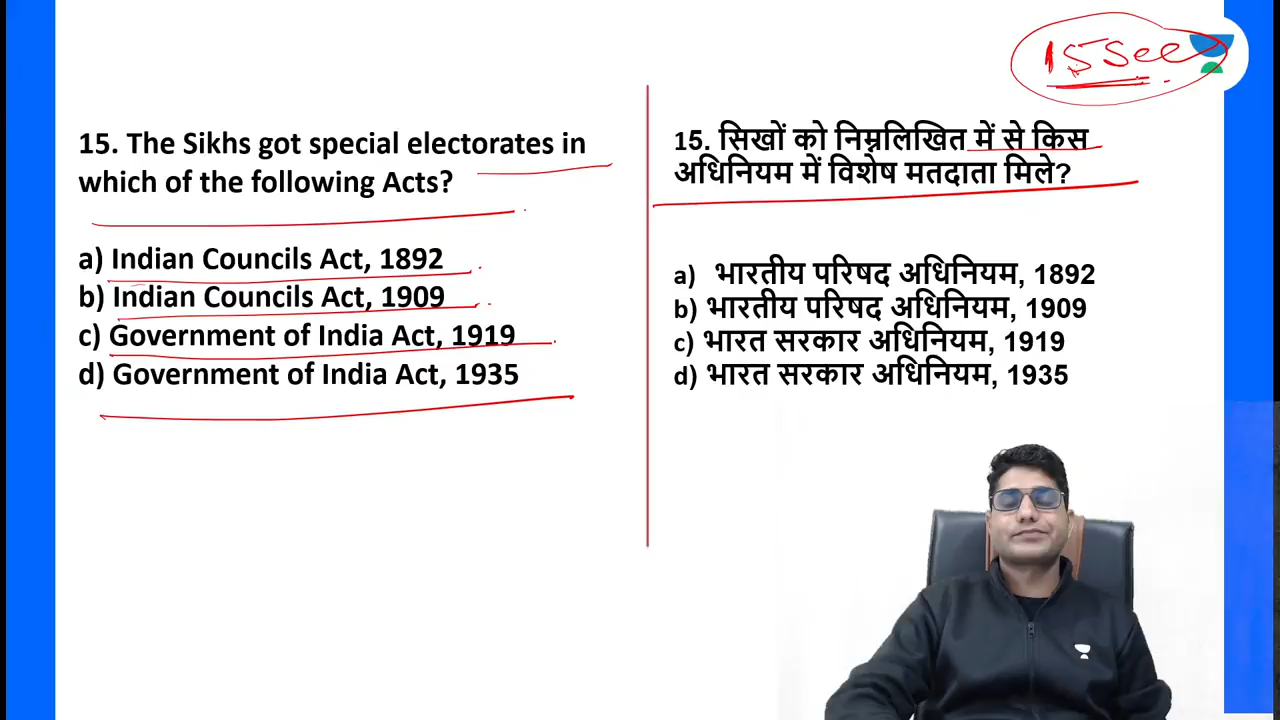 15 See
15. The Sikhs got special electorates in
which of the following Acts?
a) Indian Councils Act, 1892
b) Indian Councils Act, 1909
c) Government of India Act, 1919
d) Government of India Act, 1935
15. सिखों को निम्नलिखित में से किस
अधिनियम में विशेष मतदाता मिले?
a) भारतीय परिषद अधिनियम, 1892
b) भारतीय परिषद अधिनियम, 1909
c) भारत सरकार अधिनियम, 1919
d) भारत सरकार अधिनियम, 1935